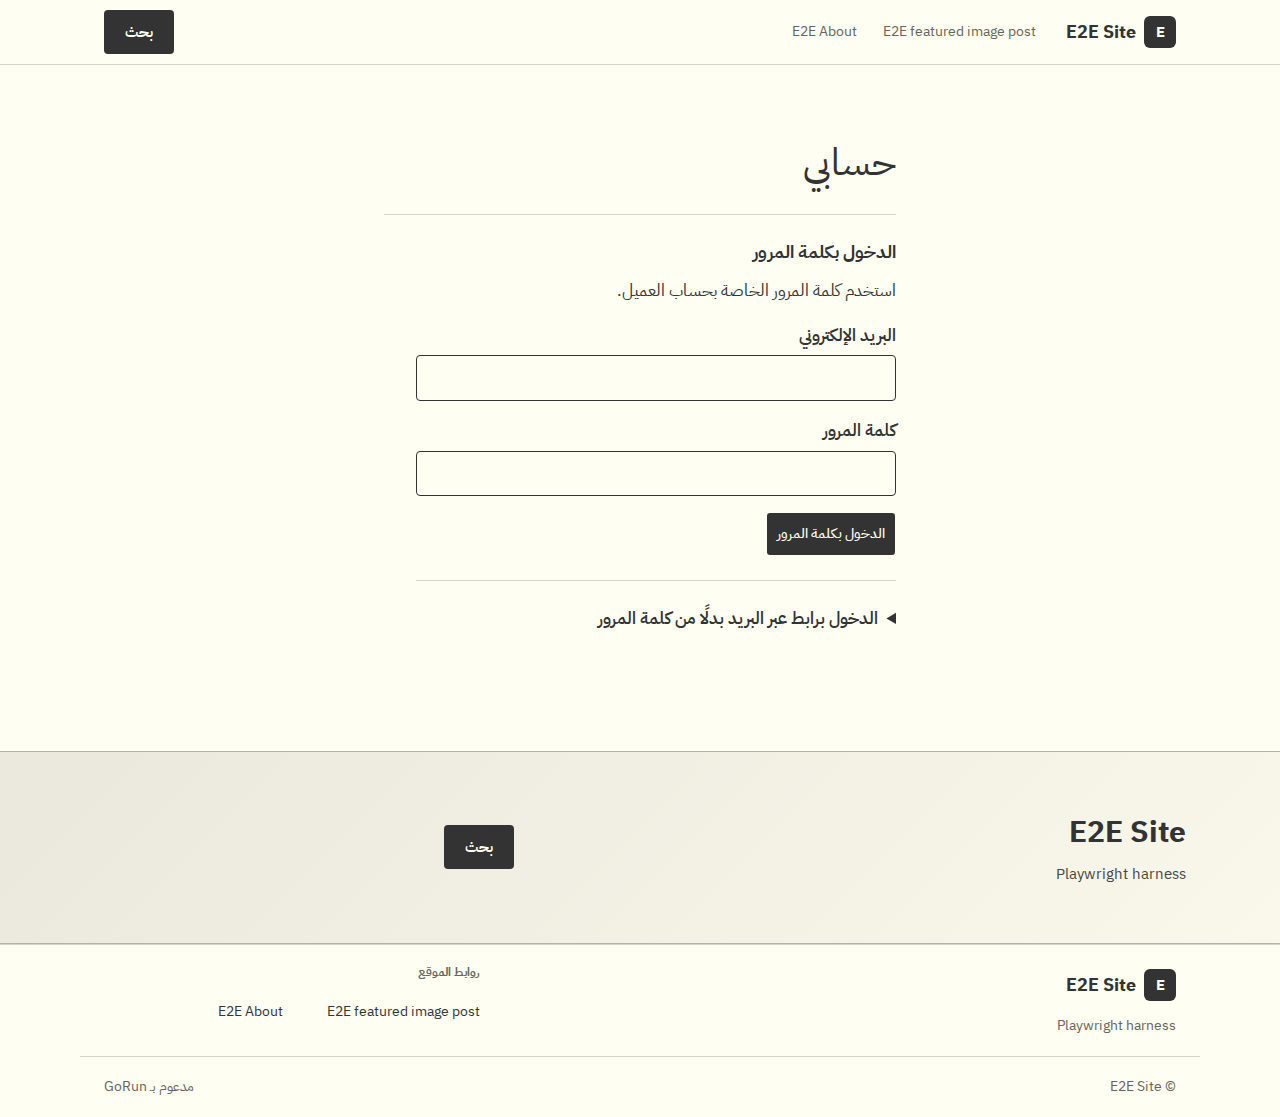 E
E2E Site
E2E featured image post
E2E About
بحث
حسابي
الدخول بكلمة المرور
استخدم كلمة المرور الخاصة بحساب العميل.
البريد الإلكتروني
كلمة المرور
الدخول بكلمة المرور
الدخول برابط عبر البريد بدلًا من كلمة المرور
E2E Site
Playwright harness
بحث
E
E2E Site
Playwright harness
روابط الموقع
E2E featured image post
E2E About
© E2E Site
مدعوم بـ GoRun